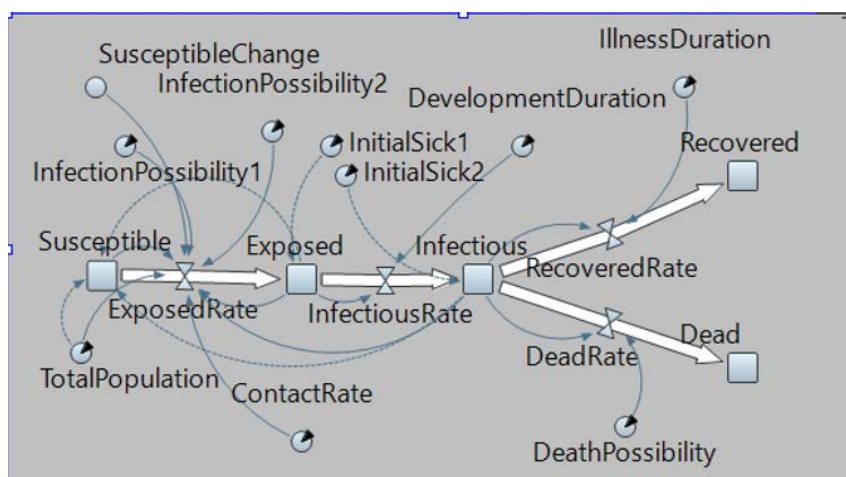 IllnessDuration
SusceptibleChange
InfectionPossibility2
DevelopmentDuration
InitialSick1
Recovered
InfectionPossibility1
InitialSick2
Susceptible
Exposed
Infectious
RecoveredRate
ExposedRate
InfectiousRate
Dead
DeadRate
TotalPopulation
ContactRate
DeathPossibility